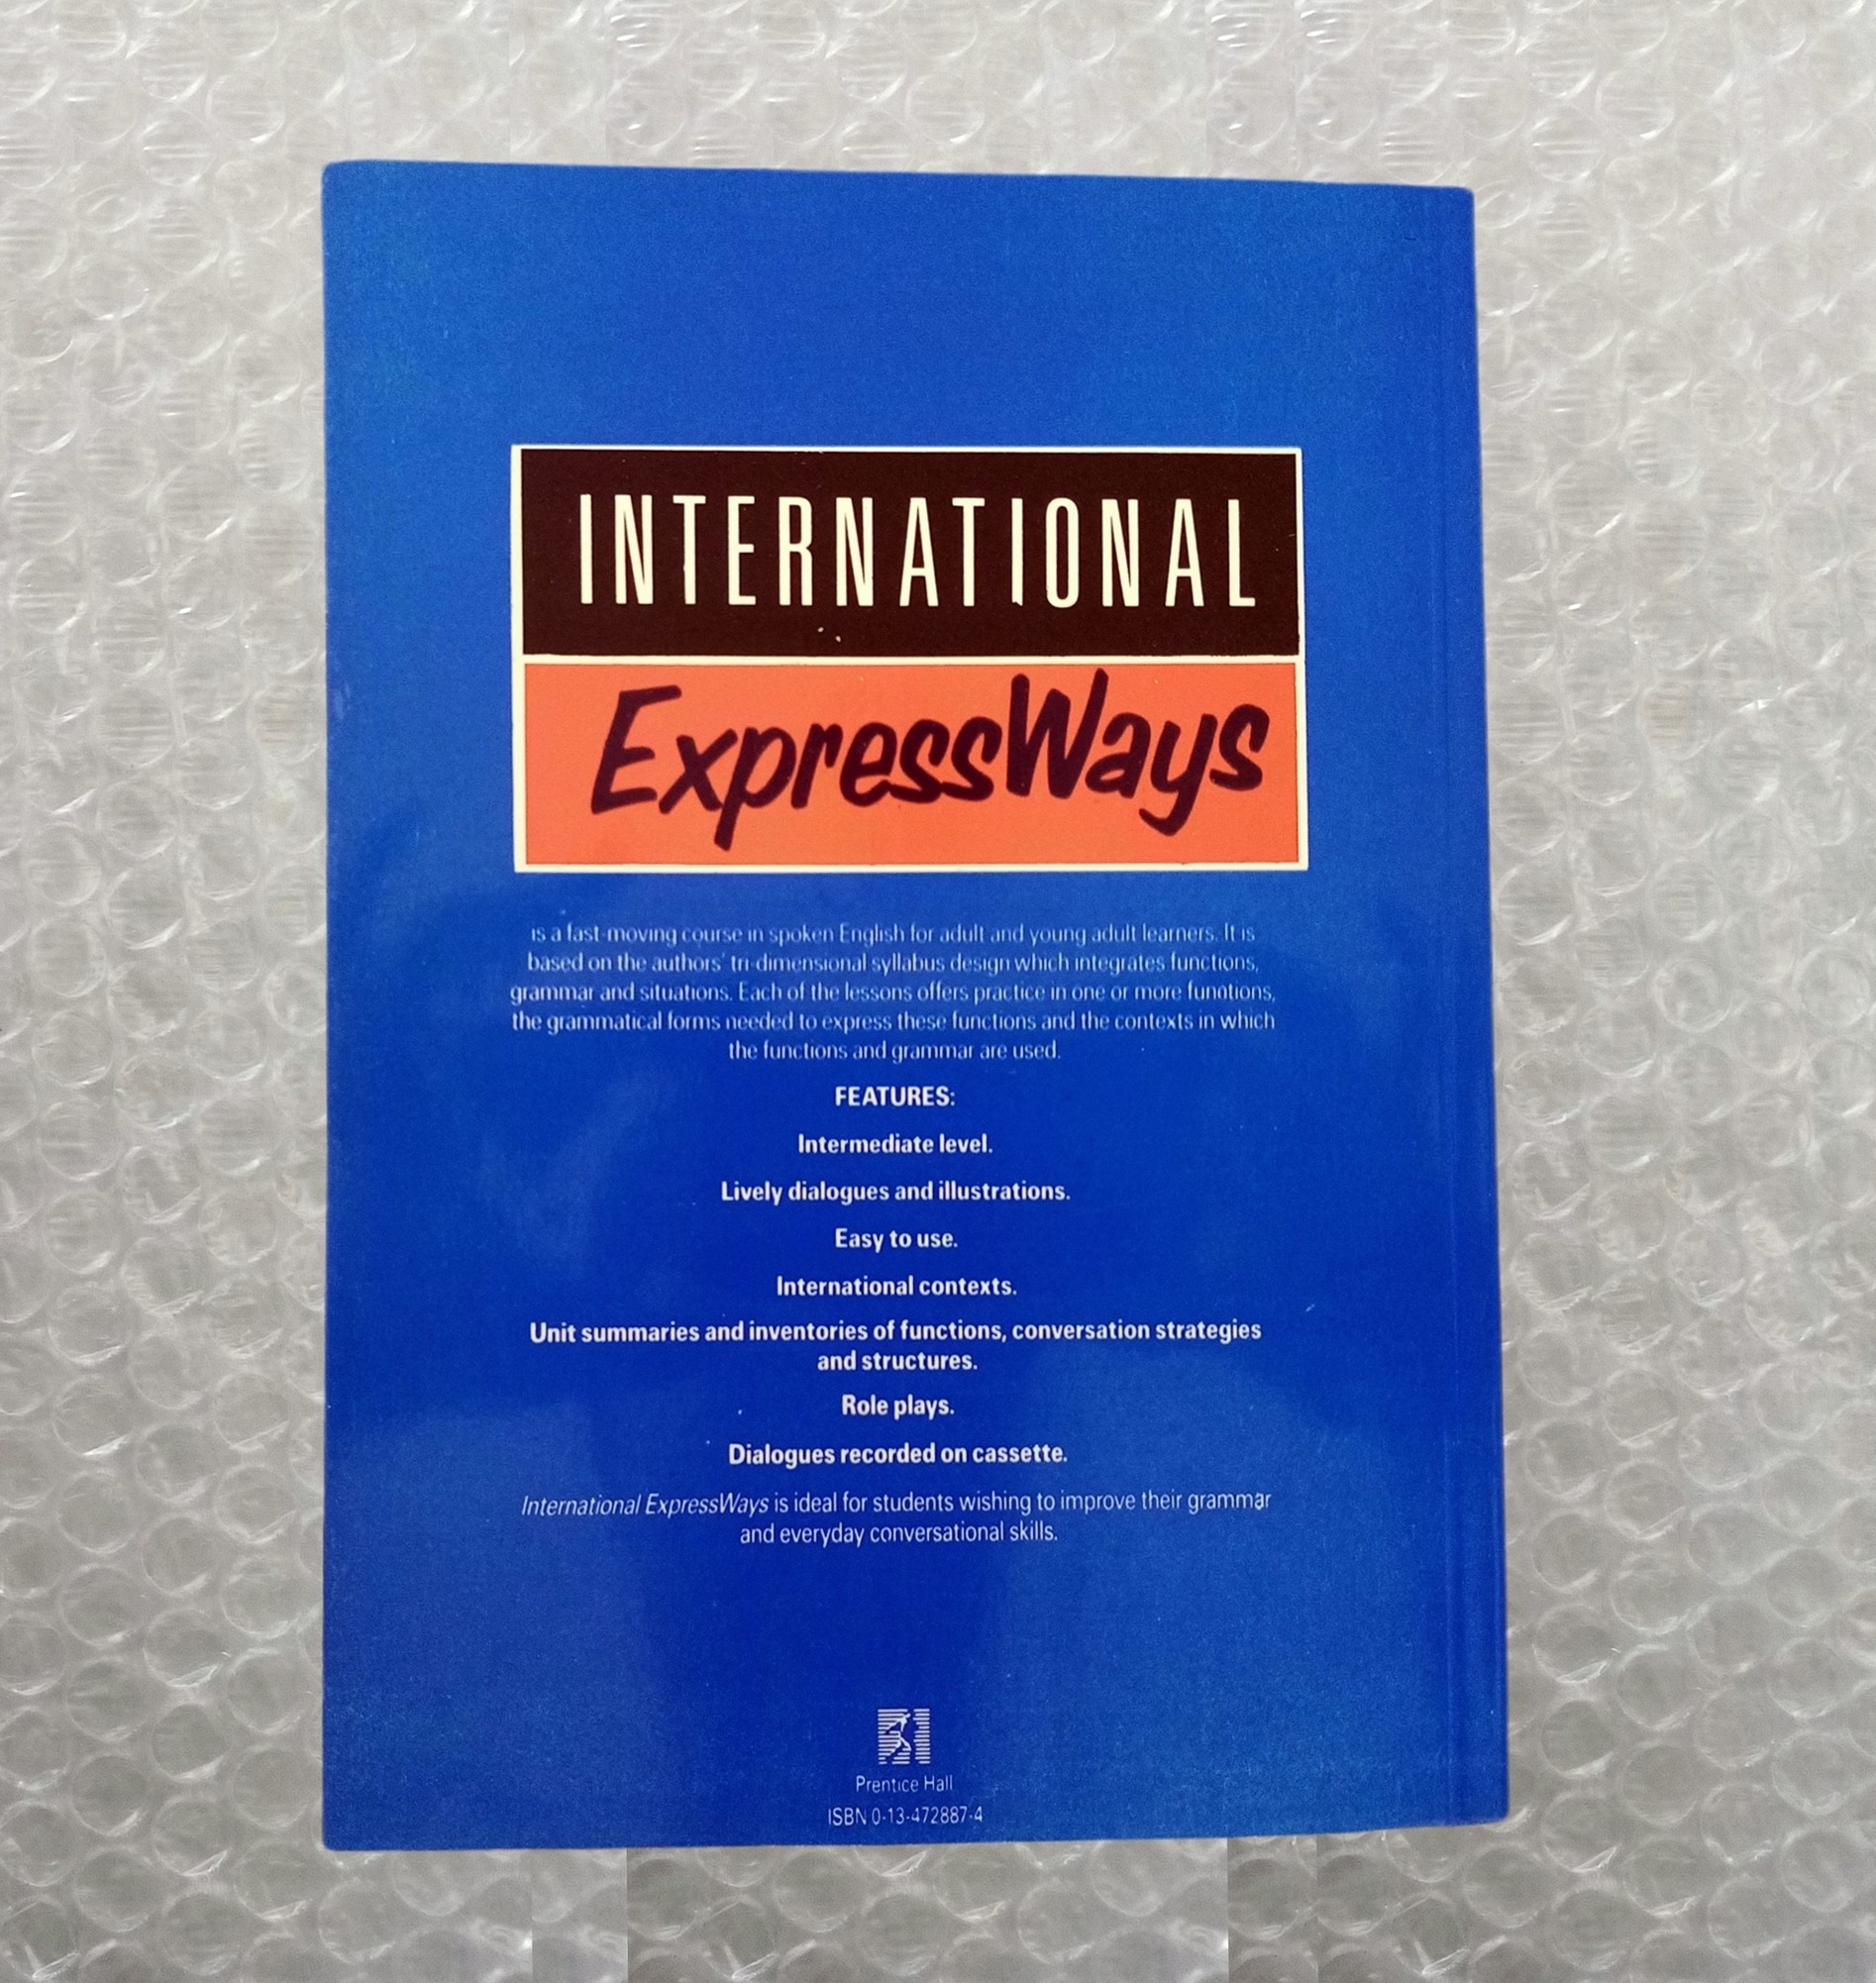 INTERNATIONAL
ExpressWays
is a fast-moving course in spoken English for adult and young adult learners. It is
based on the authors' tri-dimensional syllabus design which integrates functions,
grammar and situations. Each of the lessons offers practice in one or more functions,
the grammatical forms needed to express these functions and the contexts in which
the functions and grammar are used.
FEATURES:
Intermediate level.
Lively dialogues and illustrations.
Easy to use.
International contexts.
Unit summaries and inventories of functions, conversation strategies
and structures.
Role plays.
Dialogues recorded on cassette.
International ExpressWays is ideal for students wishing to improve their grammar
and everyday conversational skills.
Prentice Hall
ISBN 0-13-472887-4